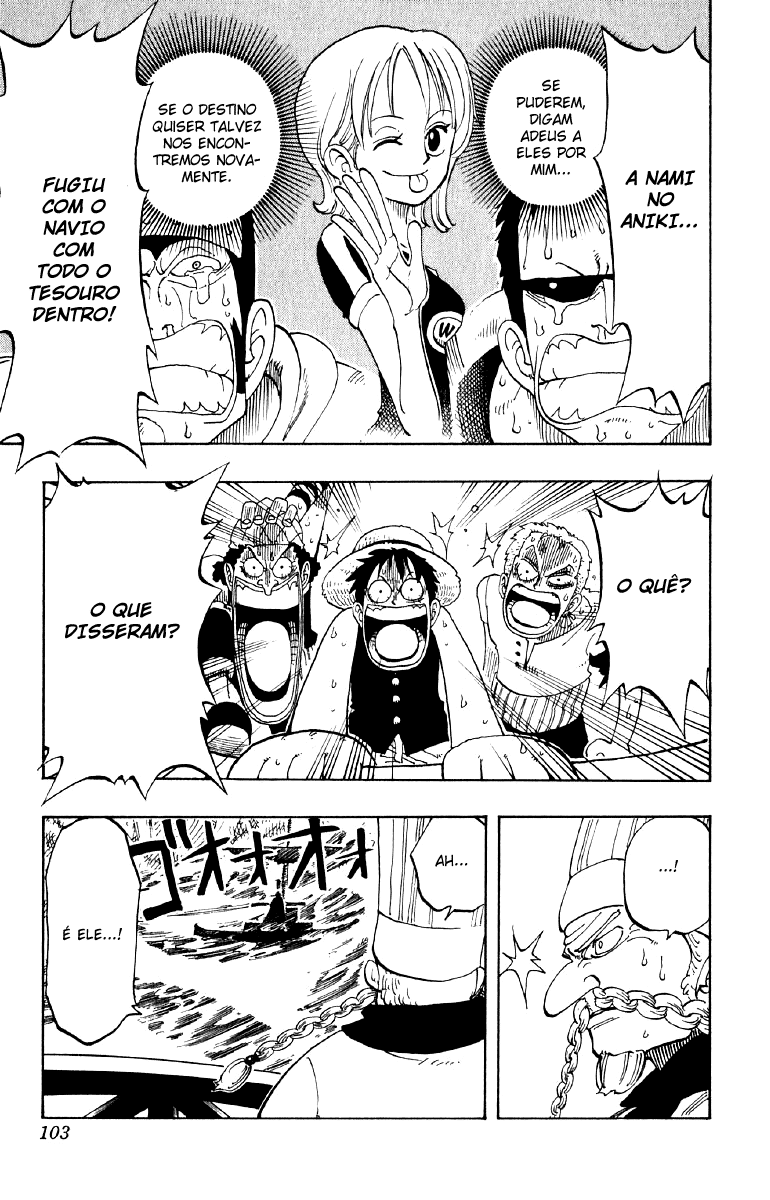 A NAMI
NO
ANIKI...
SE
PUDEREM,
DIGAM
ADEUS A
ELES POR
MIM...
SE O DESTINO
QUISER TALVEZ
NOS ENCON-
TREMOS NOVA-
MENTE.
FUGIU
COM O
NAVIO
COM
TODO O
TESOURO
DENTRO!
W
O QUÊ?
O QUE
DISSERAM?
...!
AH...
ゴオオオオ
É ELE...!
103